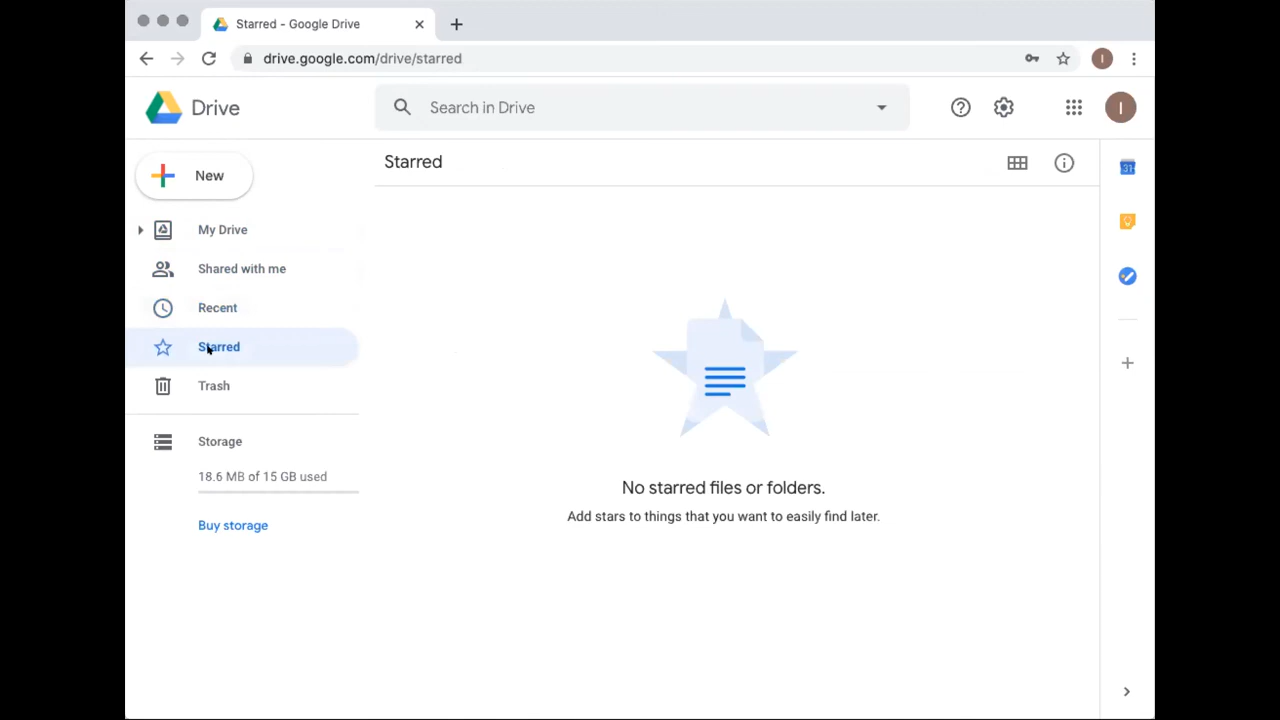 Starred - Google Drive
drive.google.com/drive/starred
I
Drive
Search in Drive
I
New
Starred
31
My Drive
Shared with me
Recent
Starred
Trash
Storage
18.6 MB of 15 GB used
Buy storage
No starred files or folders.
Add stars to things that you want to easily find later.